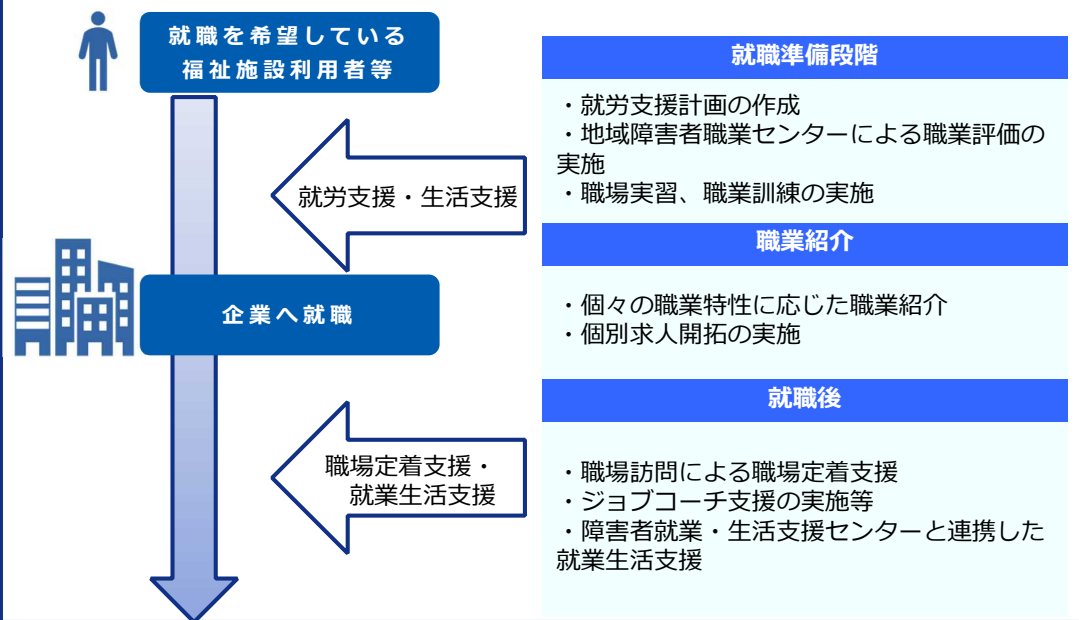 就職を希望している
福祉施設利用者等
就職準備段階
・就労支援計画の作成
・地域障害者職業センターによる職業評価の
実施
・職場実習、職業訓練の実施
就労支援・生活支援
職業紹介
・個々の職業特性に応じた職業紹介
・個別求人開拓の実施
企業へ就職
就職後
・職場訪問による職場定着支援
・ジョブコーチ支援の実施等
・障害者就業・生活支援センターと連携した
就業生活支援
職場定着支援・
就業生活支援